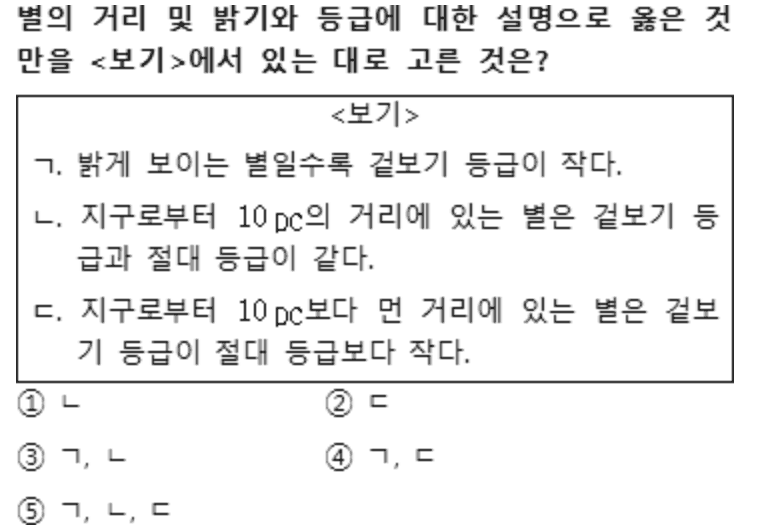 별의 거리 및 밝기와 등급에 대한 설명으로 옳은 것
만을 <보기>에서 있는 대로 고른 것은?
<보기>
ㄱ. 밝게 보이는 별일수록 겉보기 등급이 작다.
ㄴ. 지구로부터 10pc의 거리에 있는 별은 겉보기 등
급과 절대 등급이 같다.
ㄷ. 지구로부터 10pc보다 먼 거리에 있는 별은 겉보
기 등급이 절대 등급보다 작다.
① ㄴ ② ㄷ
③ ㄱ, ㄴ ④ ㄱ, ㄷ
⑤ ㄱ, ㄴ, ㄷ